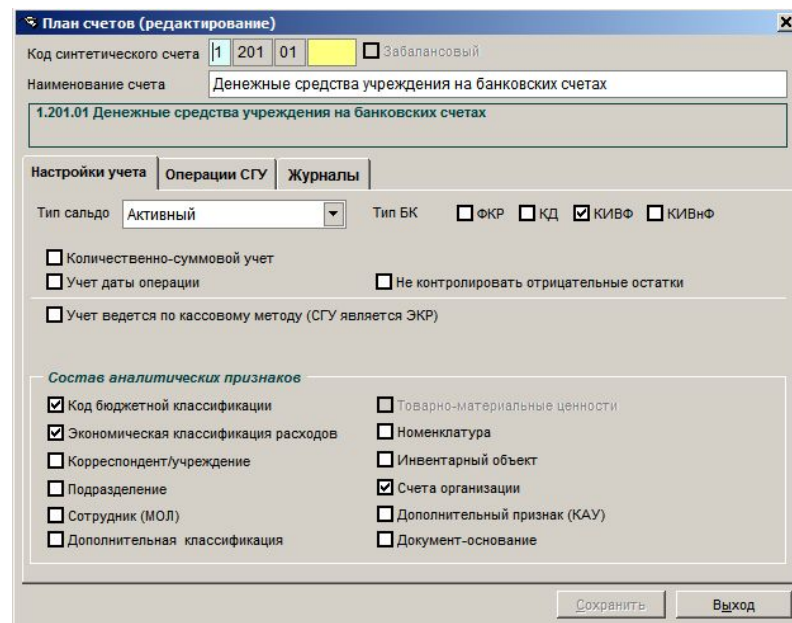 План счетов (редактирование)
Код синтетического счета 1 201 01 Забалансовый
Наименование счета Денежные средства учреждения на банковских счетах
1.201.01 Денежные средства учреждения на банковских счетах
Настройки учета Операции СГУ Журналы
Тип сальдо Активный Тип БК ФКР КД КИВФ КИВнФ
Количественно-суммовой учет
Учет даты операции Не контролировать отрицательные остатки
Учет ведется по кассовому методу (СГУ является ЭКР)
Состав аналитических признаков
Код бюджетной классификации Товарно-материальные ценности
Экономическая классификация расходов Номенклатура
Корреспондент/учреждение Инвентарный объект
Подразделение Счета организации
Сотрудник (МОЛ) Дополнительный признак (КАУ)
Дополнительная классификация Документ-основание
Сохранить Выход